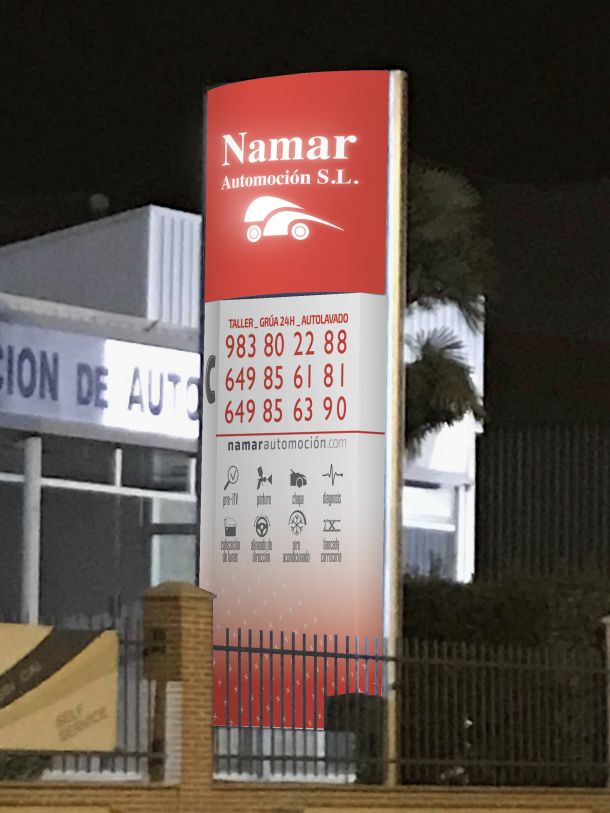 Namar
Automoción S.L.
TALLER _ GRÚA 24H _ AUTOLAVADO
983 80 22 88
649 85 61 81
649 85 63 90
namarautomoción.com
pre-ITV pintura chapa diagnosis
colocación de lunas
alineado de dirección
aire acondicionado
bancada carrocera
CION DE AUTO
C
SELF
SERVICE